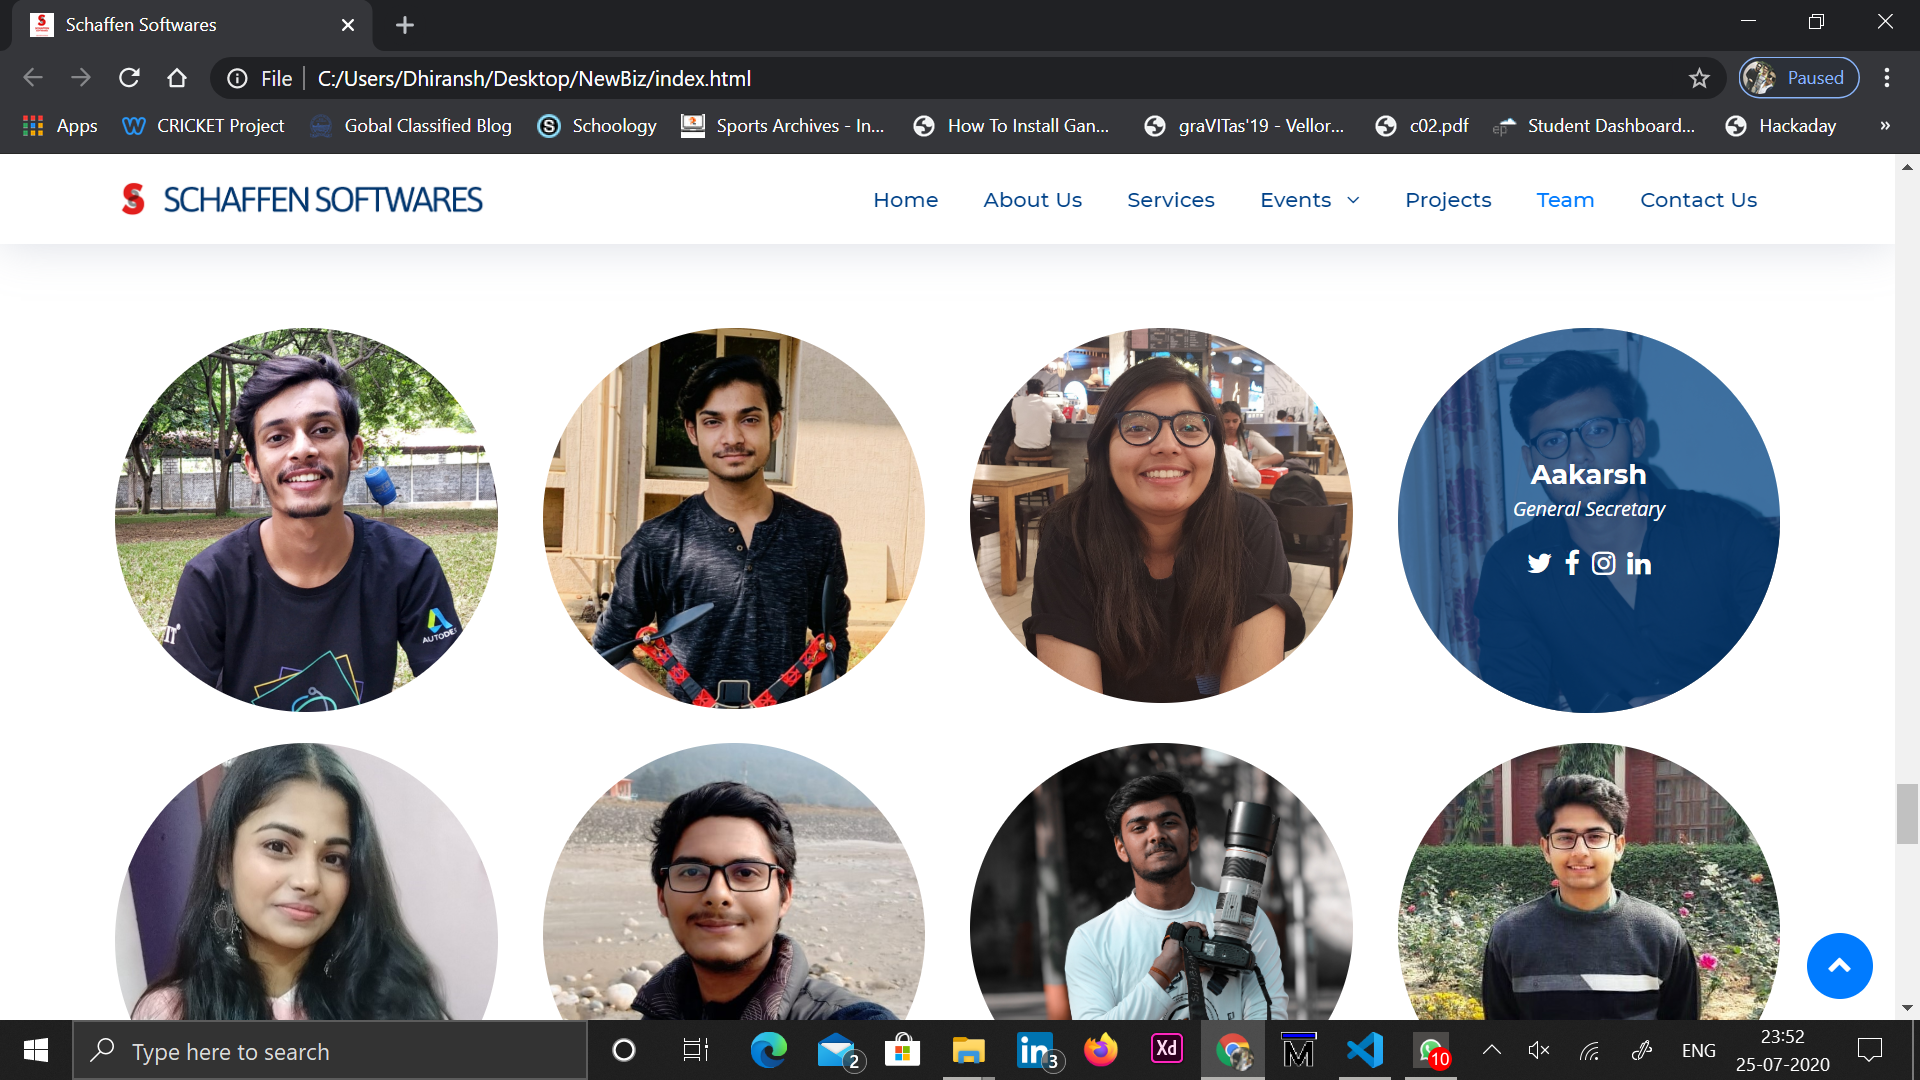 Schaffen Softwares
File
C:/Users/Dhiransh/Desktop/NewBiz/index.html
Paused
Apps
CRICKET Project
Gobal Classified Blog
Schoology
Sports Archives - In...
How To Install Gan...
graVITas'19 - Vellor...
c02.pdf
Student Dashboard...
Hackaday
»
SCHAFFEN SOFTWARES
Home
About Us
Services
Events
Projects
Team
Contact Us
Aakarsh
General Secretary
Type here to search
2
3
Xd
10
ENG
23:52
25-07-2020